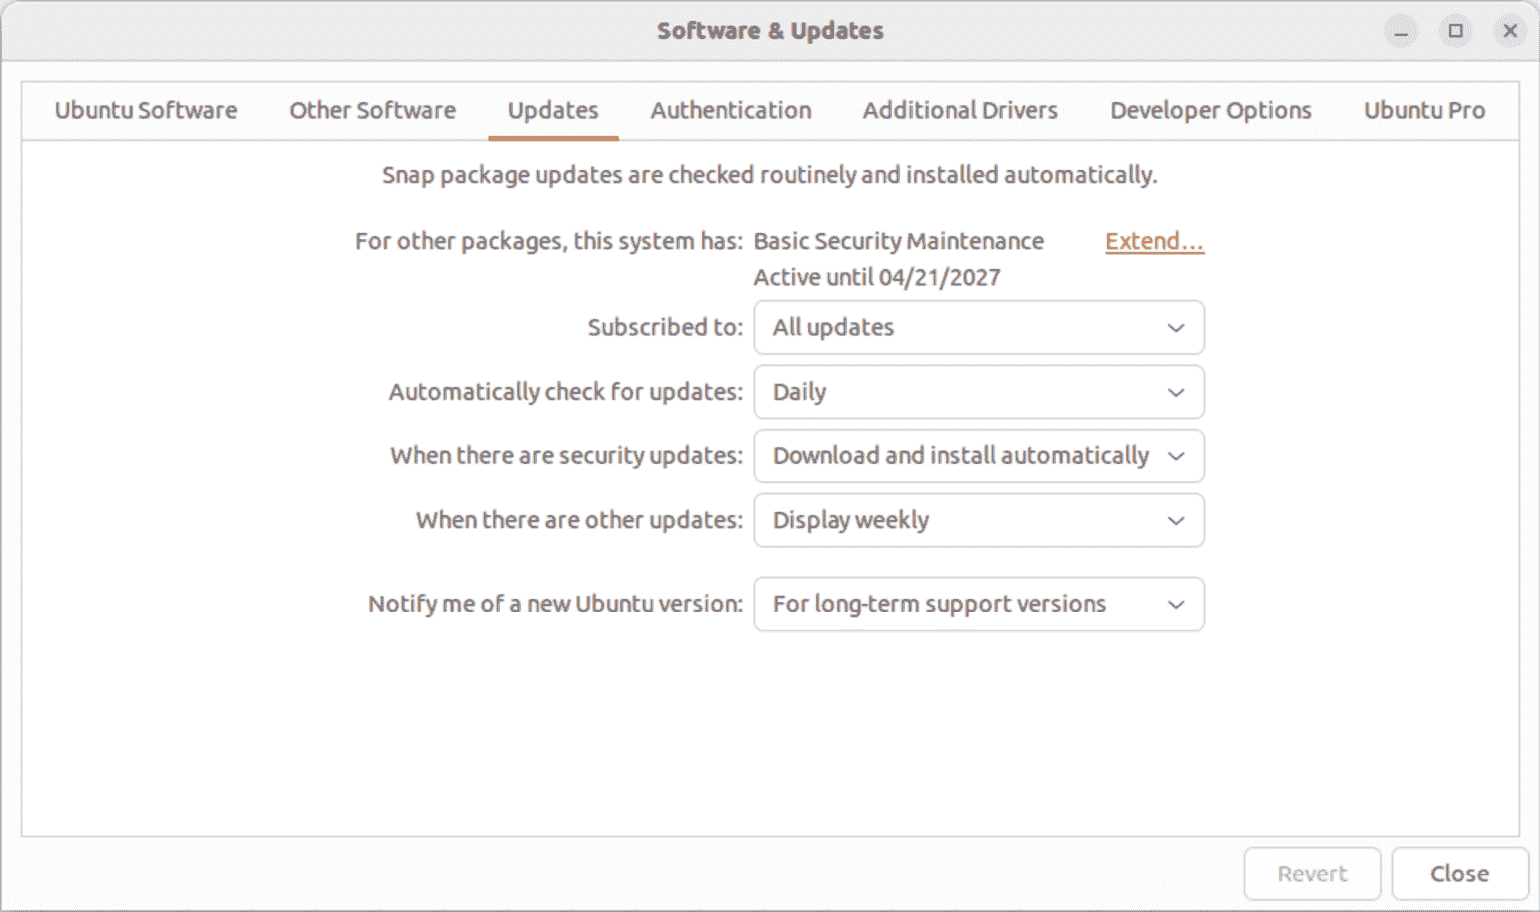 Software & Updates
Ubuntu Software Other Software Updates Authentication Additional Drivers Developer Options Ubuntu Pro
Snap package updates are checked routinely and installed automatically.
For other packages, this system has: Basic Security Maintenance Extend...
Active until 04/21/2027
Subscribed to: All updates
Automatically check for updates: Daily
When there are security updates: Download and install automatically
When there are other updates: Display weekly
Notify me of a new Ubuntu version: For long-term support versions
Revert Close